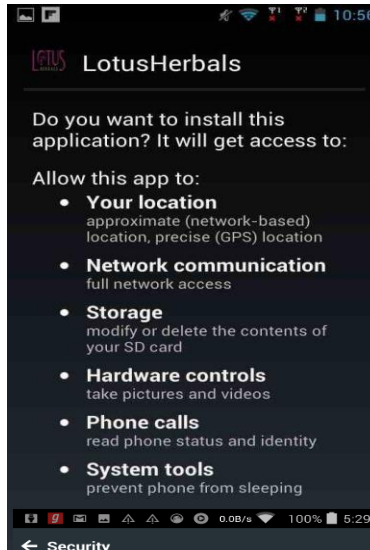 10:56
LOTUS
HERBALS
LotusHerbals
Do you want to install this
application? It will get access to:
Allow this app to:
• Your location
approximate (network-based)
location, precise (GPS) location
• Network communication
full network access
• Storage
modify or delete the contents of
your SD card
• Hardware controls
take pictures and videos
• Phone calls
read phone status and identity
• System tools
prevent phone from sleeping
0.0B/s 100% 5:29
← Security